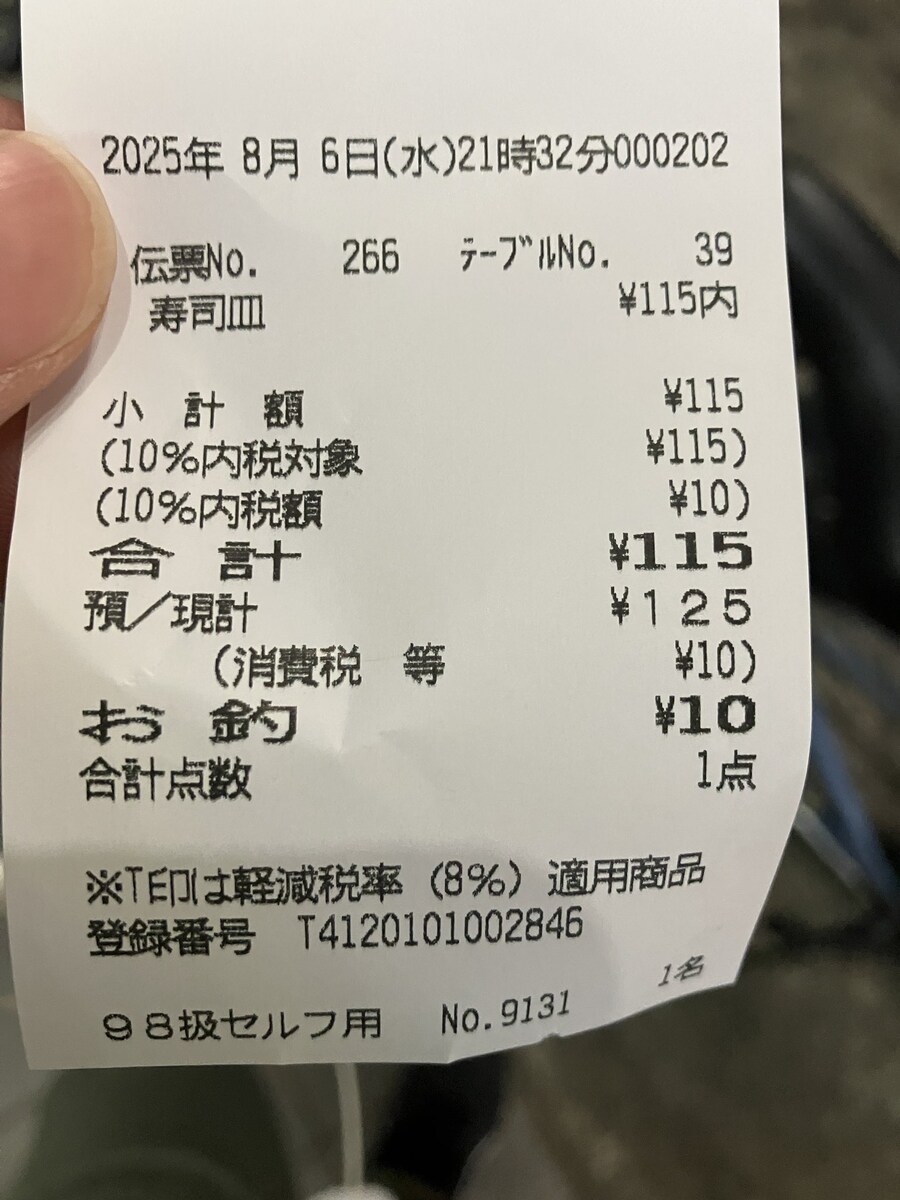 2025年 8月 6日(水)21時32分000202
伝票No. 266 ﾃｰﾌﾞﾙNo. 39
寿司皿 ¥115内
小 計 額 ¥115
(10%内税対象 ¥115)
(10%内税額 ¥10)
合 計 ¥115
預／現計 ¥125
(消費税 等 ¥10)
お 釣 ¥10
合計点数 1点
※T印は軽減税率（8%）適用商品
登録番号 T4120101002846
1名
98扱セルフ用 No.9131